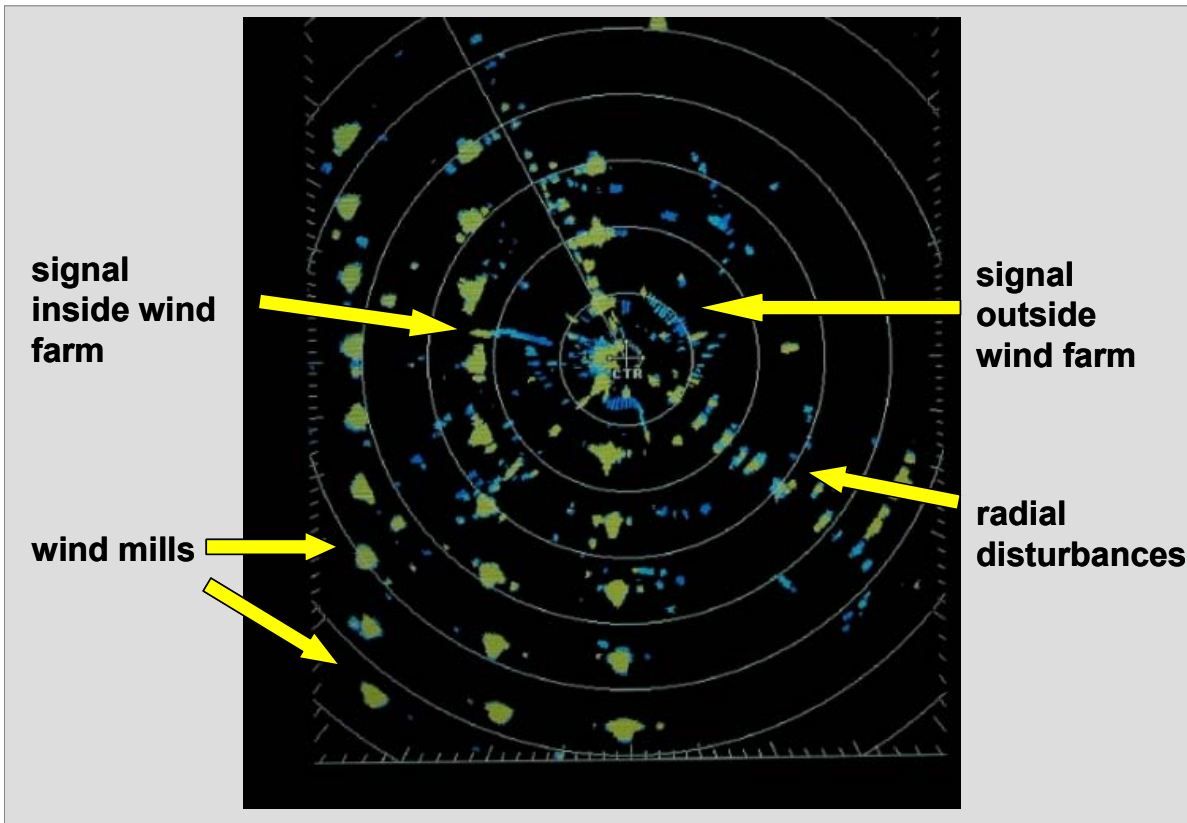 signal
inside wind
farm
wind mills
CTR
signal
outside
wind farm
radial
disturbances